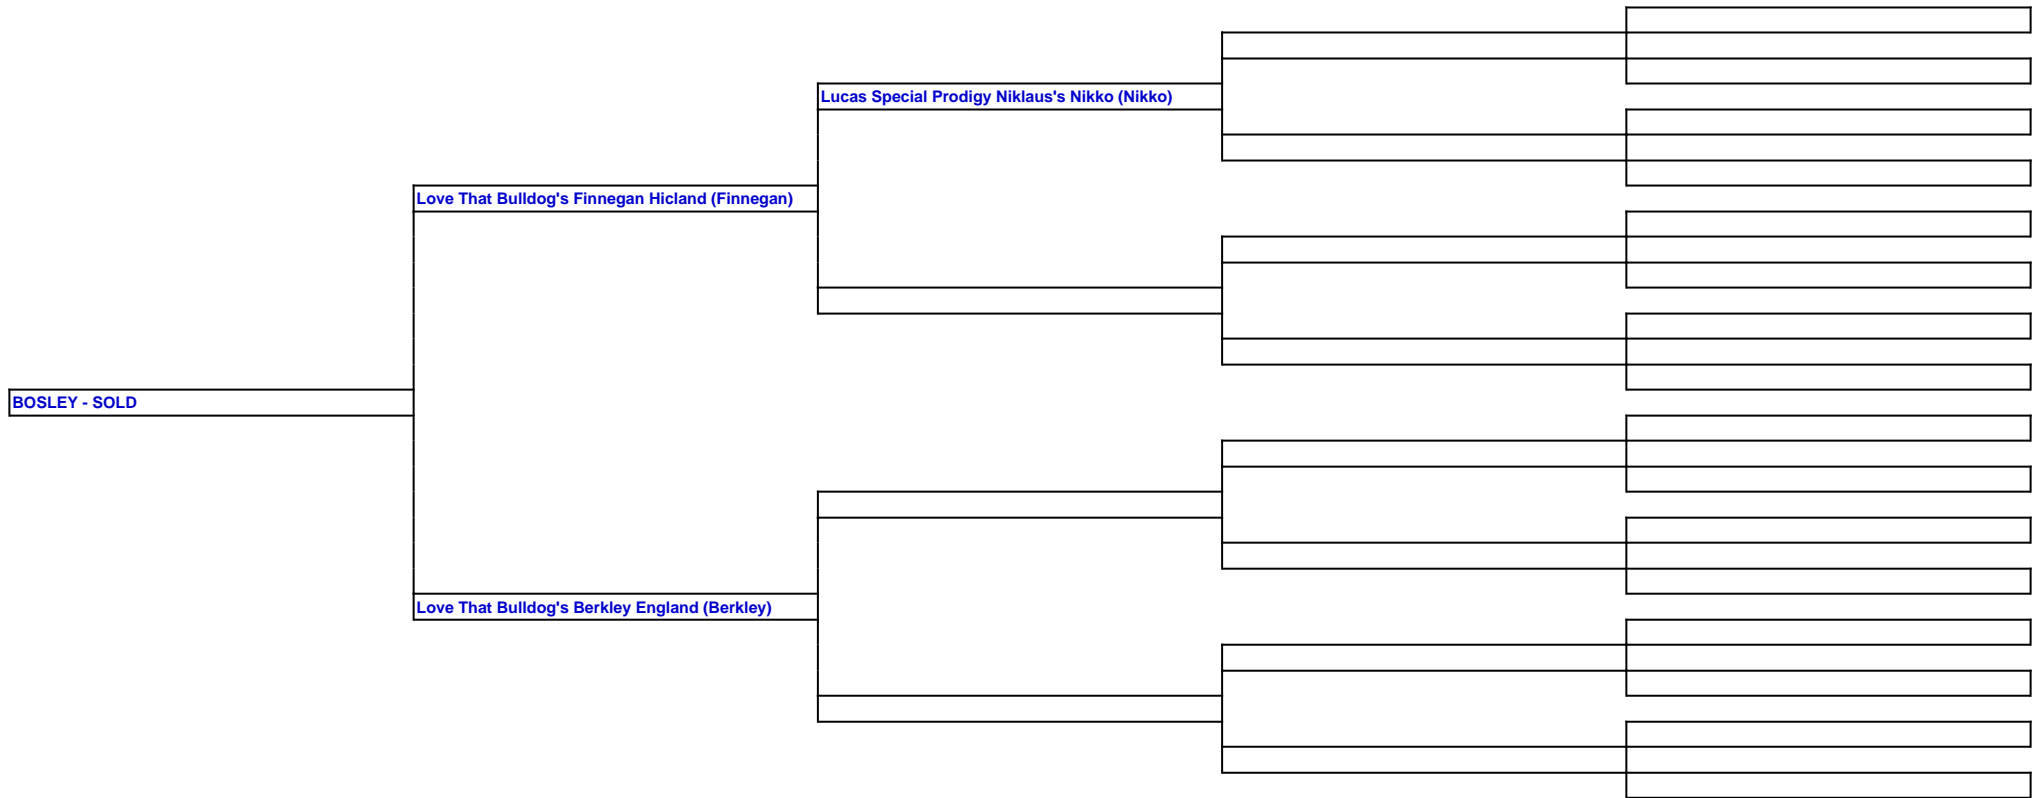 Lucas Special Prodigy Niklaus's Nikko (Nikko)
Love That Bulldog's Finnegan Hicland (Finnegan)
BOSLEY - SOLD
Love That Bulldog's Berkley England (Berkley)